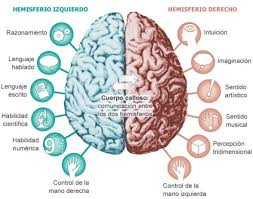 HEMISFERIO IZQUIERDO
Razonamiento
Lenguaje
hablado
Lenguaje
escrito
Habilidad
científica
Habilidad
numérica
Control de la
mano derecha
Cuerpo calloso:
comunicación entre
los dos hemisferios
HEMISFERIO DERECHO
Intuición
Imaginación
Sentido
artístico
Sentido
musical
Percepción
tridimensional
Control de la
mano izquierda